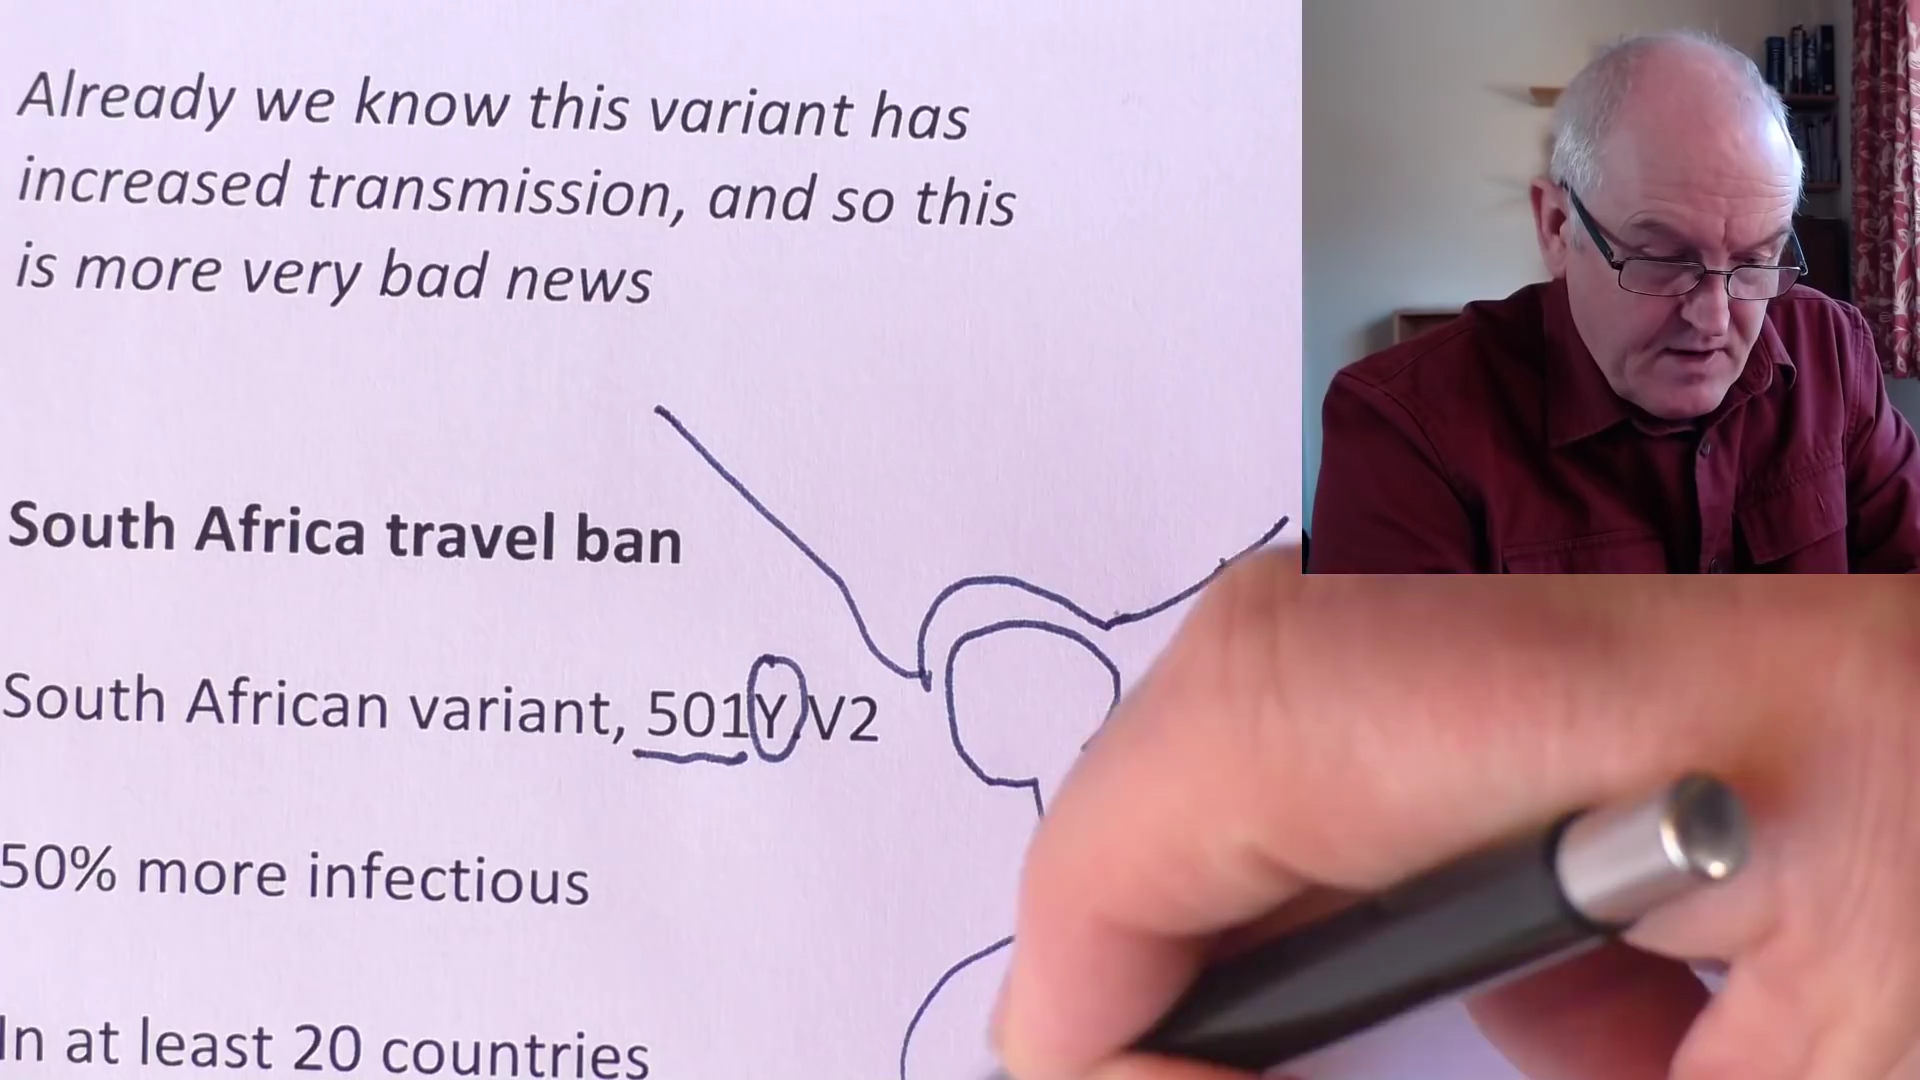 Already we know this variant has
increased transmission, and so this
is more very bad news
South Africa travel ban
South African variant, 501Y V2
50% more infectious
In at least 20 countries